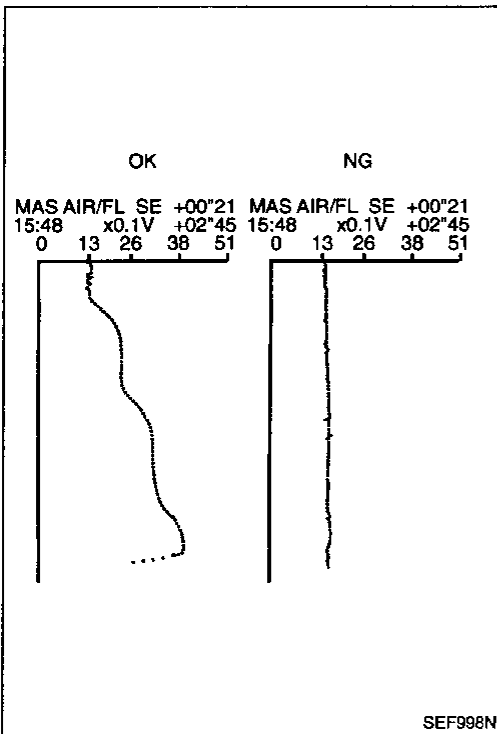 OK NG
MAS AIR/FL SE +00"21 MAS AIR/FL SE +00"21
15:48 x0.1V +02"45 15:48 x0.1V +02"45
0 13 26 38 51 0 13 26 38 51
SEF998N